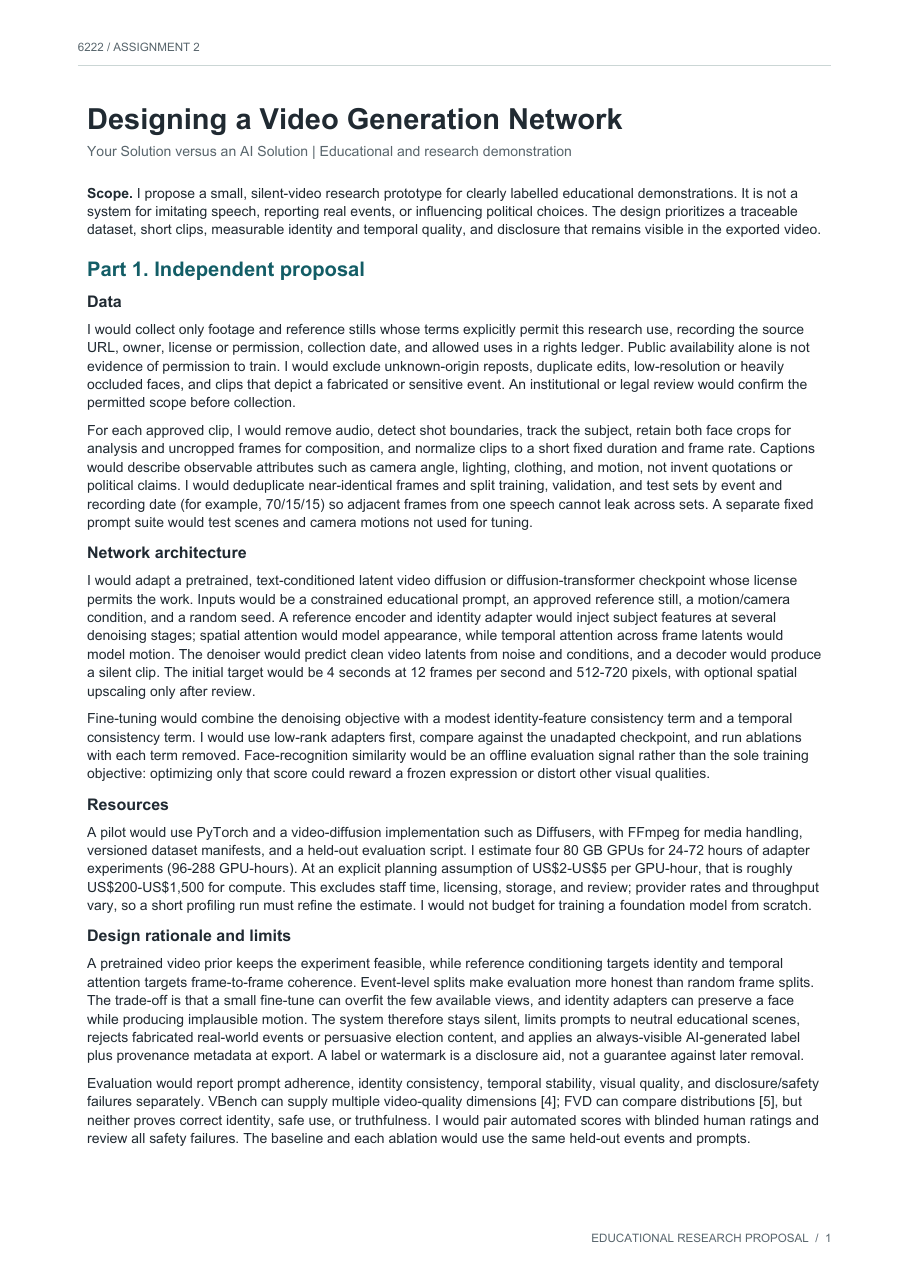 6222 / ASSIGNMENT 2
Designing a Video Generation Network
Your Solution versus an AI Solution | Educational and research demonstration
Scope. I propose a small, silent-video research prototype for clearly labelled educational demonstrations. It is not a
system for imitating speech, reporting real events, or influencing political choices. The design prioritizes a traceable
dataset, short clips, measurable identity and temporal quality, and disclosure that remains visible in the exported video.
Part 1. Independent proposal
Data
I would collect only footage and reference stills whose terms explicitly permit this research use, recording the source
URL, owner, license or permission, collection date, and allowed uses in a rights ledger. Public availability alone is not
evidence of permission to train. I would exclude unknown-origin reposts, duplicate edits, low-resolution or heavily
occluded faces, and clips that depict a fabricated or sensitive event. An institutional or legal review would confirm the
permitted scope before collection.
For each approved clip, I would remove audio, detect shot boundaries, track the subject, retain both face crops for
analysis and uncropped frames for composition, and normalize clips to a short fixed duration and frame rate. Captions
would describe observable attributes such as camera angle, lighting, clothing, and motion, not invent quotations or
political claims. I would deduplicate near-identical frames and split training, validation, and test sets by event and
recording date (for example, 70/15/15) so adjacent frames from one speech cannot leak across sets. A separate fixed
prompt suite would test scenes and camera motions not used for tuning.
Network architecture
I would adapt a pretrained, text-conditioned latent video diffusion or diffusion-transformer checkpoint whose license
permits the work. Inputs would be a constrained educational prompt, an approved reference still, a motion/camera
condition, and a random seed. A reference encoder and identity adapter would inject subject features at several
denoising stages; spatial attention would model appearance, while temporal attention across frame latents would
model motion. The denoiser would predict clean video latents from noise and conditions, and a decoder would produce
a silent clip. The initial target would be 4 seconds at 12 frames per second and 512-720 pixels, with optional spatial
upscaling only after review.
Fine-tuning would combine the denoising objective with a modest identity-feature consistency term and a temporal
consistency term. I would use low-rank adapters first, compare against the unadapted checkpoint, and run ablations
with each term removed. Face-recognition similarity would be an offline evaluation signal rather than the sole training
objective: optimizing only that score could reward a frozen expression or distort other visual qualities.
Resources
A pilot would use PyTorch and a video-diffusion implementation such as Diffusers, with FFmpeg for media handling,
versioned dataset manifests, and a held-out evaluation script. I estimate four 80 GB GPUs for 24-72 hours of adapter
experiments (96-288 GPU-hours). At an explicit planning assumption of US$2-US$5 per GPU-hour, that is roughly
US$200-US$1,500 for compute. This excludes staff time, licensing, storage, and review; provider rates and throughput
vary, so a short profiling run must refine the estimate. I would not budget for training a foundation model from scratch.
Design rationale and limits
A pretrained video prior keeps the experiment feasible, while reference conditioning targets identity and temporal
attention targets frame-to-frame coherence. Event-level splits make evaluation more honest than random frame splits.
The trade-off is that a small fine-tune can overfit the few available views, and identity adapters can preserve a face
while producing implausible motion. The system therefore stays silent, limits prompts to neutral educational scenes,
rejects fabricated real-world events or persuasive election content, and applies an always-visible AI-generated label
plus provenance metadata at export. A label or watermark is a disclosure aid, not a guarantee against later removal.
Evaluation would report prompt adherence, identity consistency, temporal stability, visual quality, and disclosure/safety
failures separately. VBench can supply multiple video-quality dimensions [4]; FVD can compare distributions [5], but
neither proves correct identity, safe use, or truthfulness. I would pair automated scores with blinded human ratings and
review all safety failures. The baseline and each ablation would use the same held-out events and prompts.
EDUCATIONAL RESEARCH PROPOSAL / 1